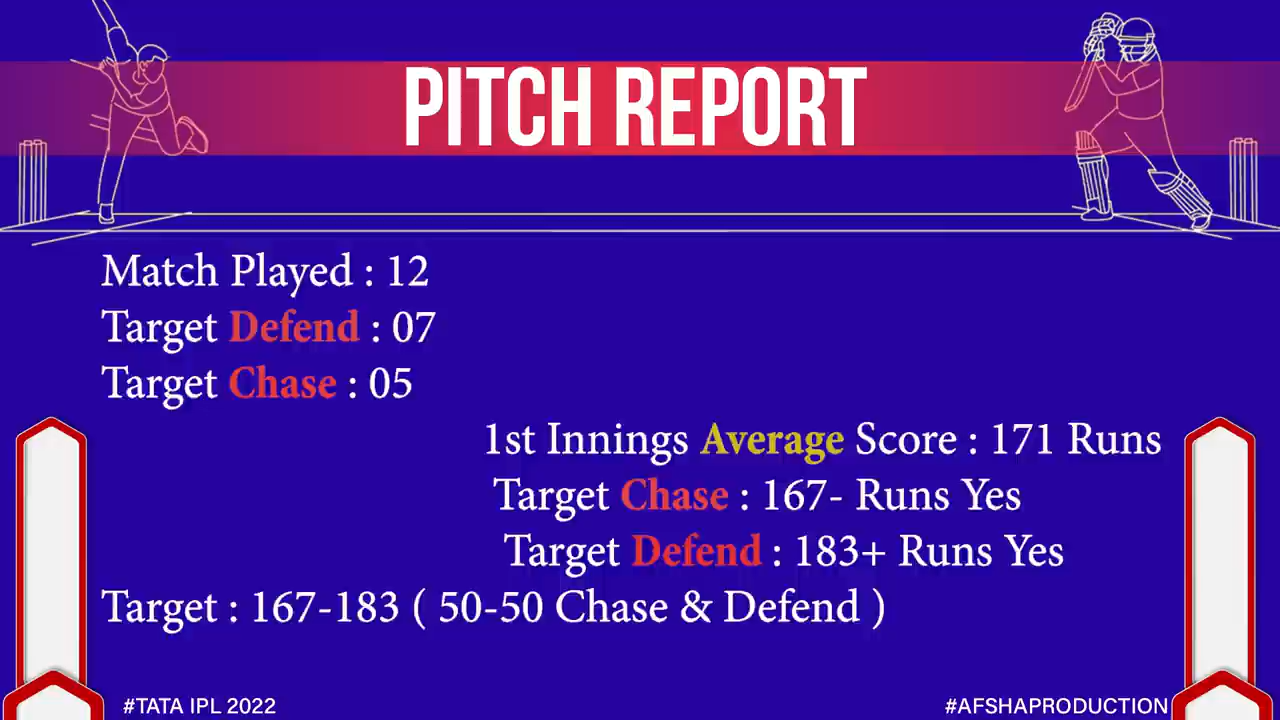 PITCH REPORT
Match Played : 12
Target Defend : 07
Target Chase : 05
1st Innings Average Score : 171 Runs
Target Chase : 167- Runs Yes
Target Defend : 183+ Runs Yes
Target : 167-183 ( 50-50 Chase & Defend )
#TATA IPL 2022
#AFSHAPRODUCTION